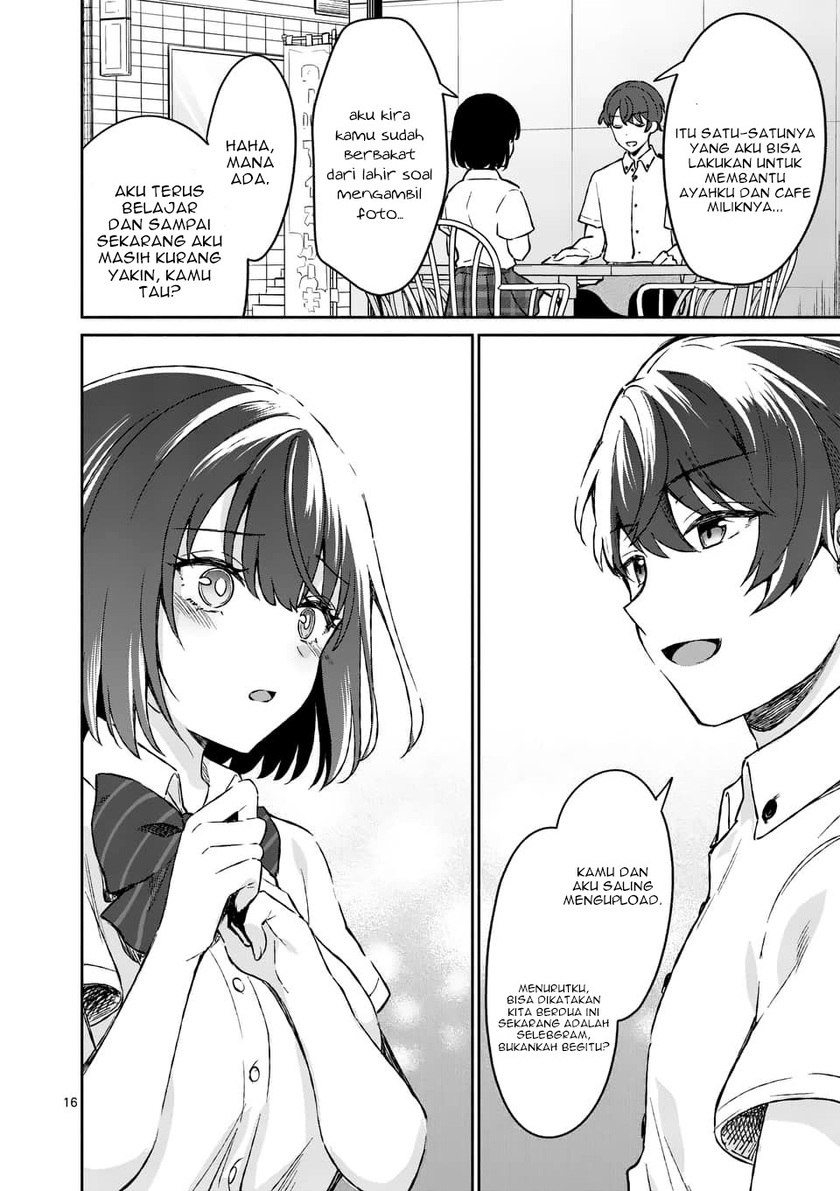 ITU SATU-SATUNYA
YANG AKU BISA
LAKUKAN UNTUK
MEMBANTU
AYAHKU DAN CAFE
MILIKNYA...
aku kira
kamu sudah
berbakat
dari lahir soal
mengambil
foto...
HAHA,
MANA
ADA.
AKU TERUS
BELAJAR
DAN SAMPAI
SEKARANG AKU
MASIH KURANG
YAKIN, KAMU
TAU?
KAMU DAN
AKU SALING
MENGUPLOAD.
MENURUTKU,
BISA DIKATAKAN
KITA BERDUA INI
SEKARANG ADALAH
SELEBGRAM,
BUKANKAH BEGITU?
16